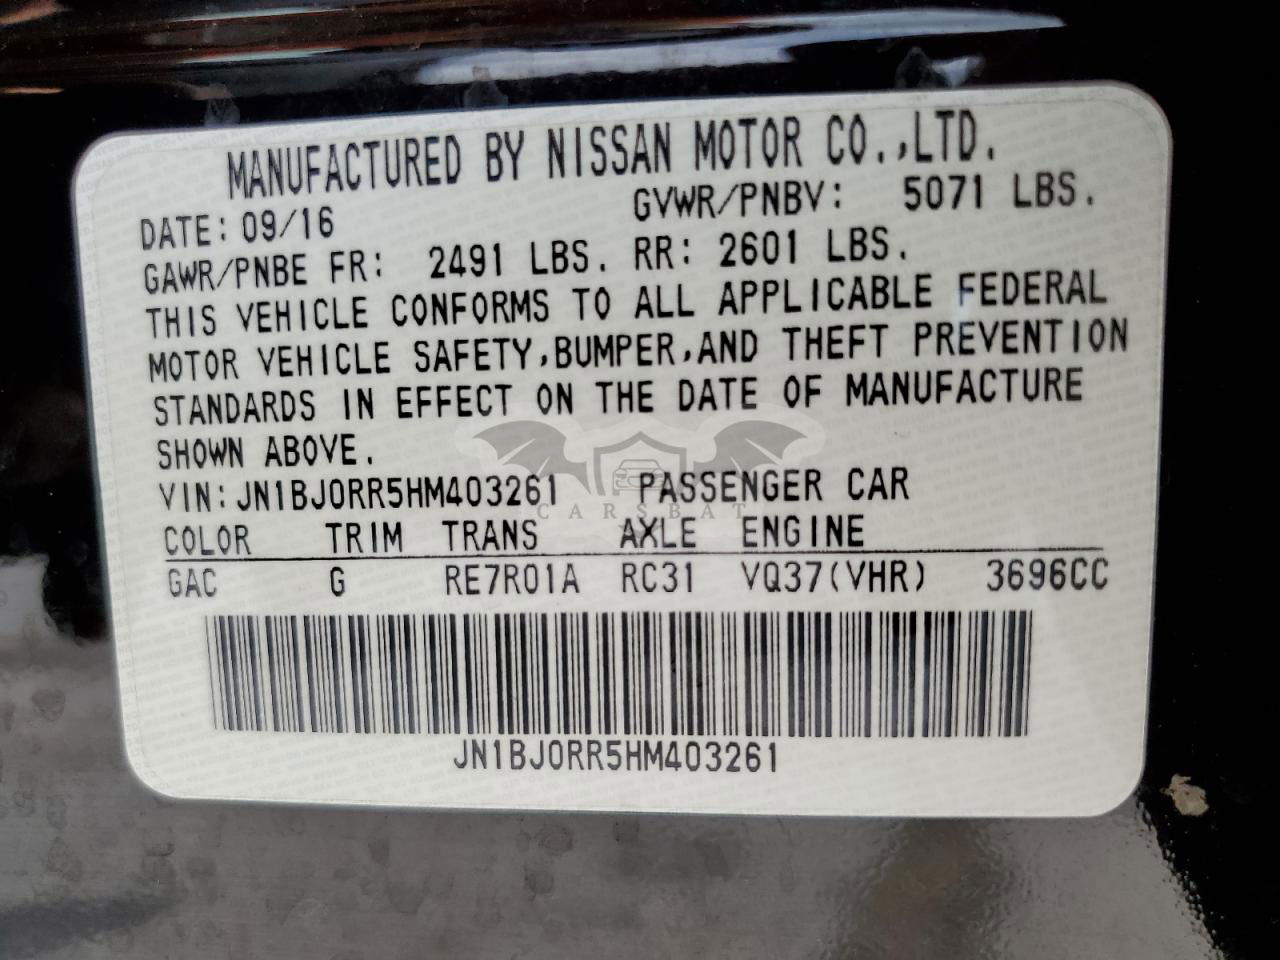 MANUFACTURED BY NISSAN MOTOR CO.,LTD.
DATE: 09/16 GVWR/PNBV: 5071 LBS.
GAWR/PNBE FR: 2491 LBS. RR: 2601 LBS.
THIS VEHICLE CONFORMS TO ALL APPLICABLE FEDERAL
MOTOR VEHICLE SAFETY,BUMPER,AND THEFT PREVENTION
STANDARDS IN EFFECT ON THE DATE OF MANUFACTURE
SHOWN ABOVE.
VIN:JN1BJ0RR5HM403261 PASSENGER CAR
CARSBAT
COLOR TRIM TRANS AXLE ENGINE
GAC G RE7R01A RC31 VQ37(VHR) 3696CC
JN1BJ0RR5HM403261